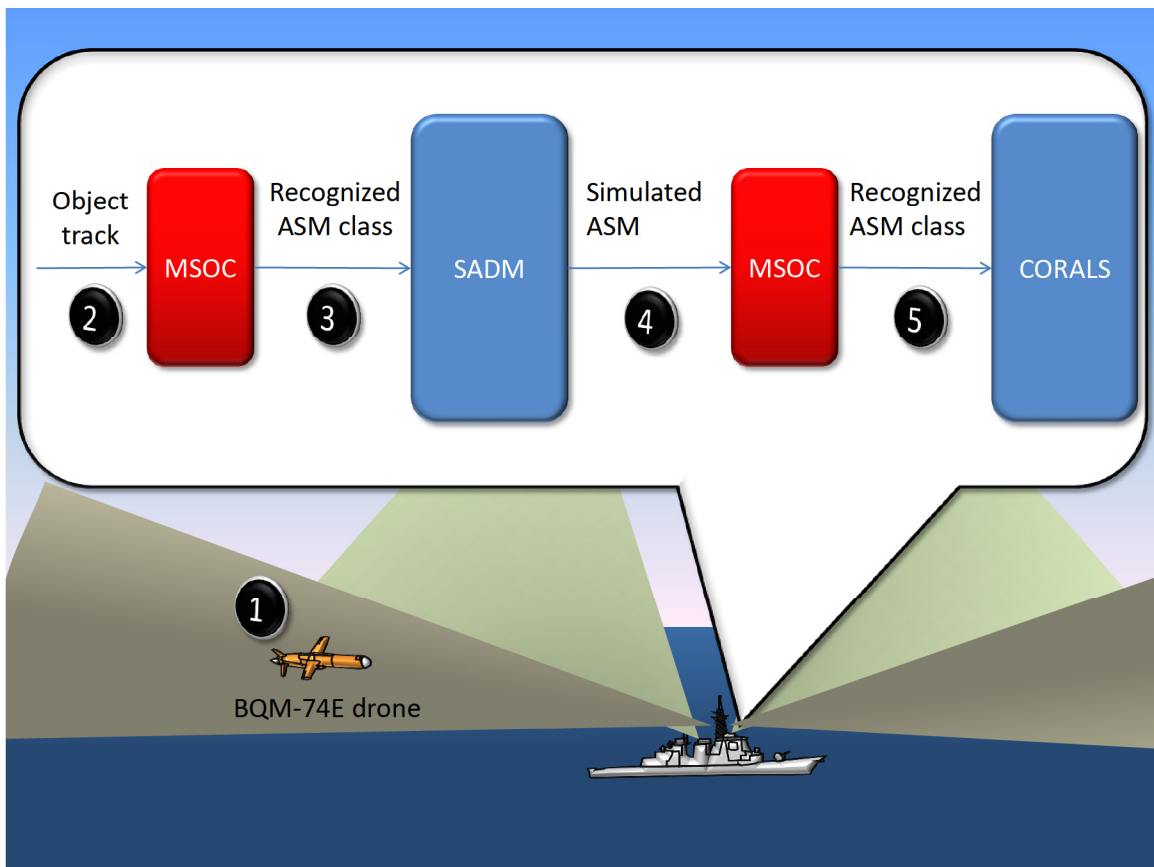 Object
track
2
MSOC
Recognized
ASM class
3
SADM
Simulated
ASM
4
MSOC
Recognized
ASM class
5
CORALS
1
BQM-74E drone